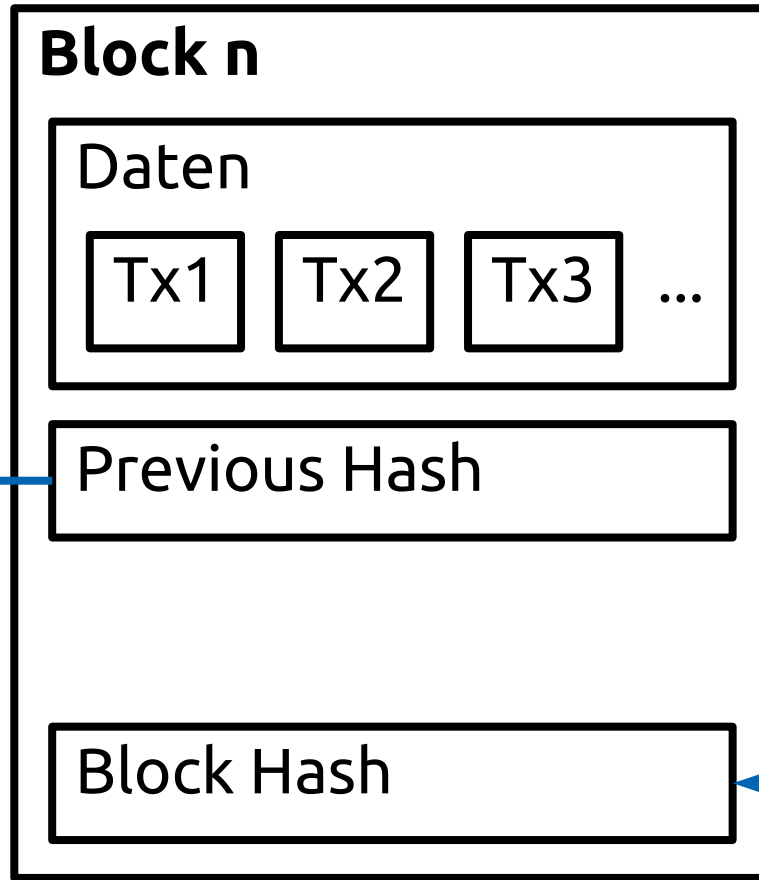 Block n
Daten
Tx1 Tx2 Tx3 ...
Previous Hash
Block Hash